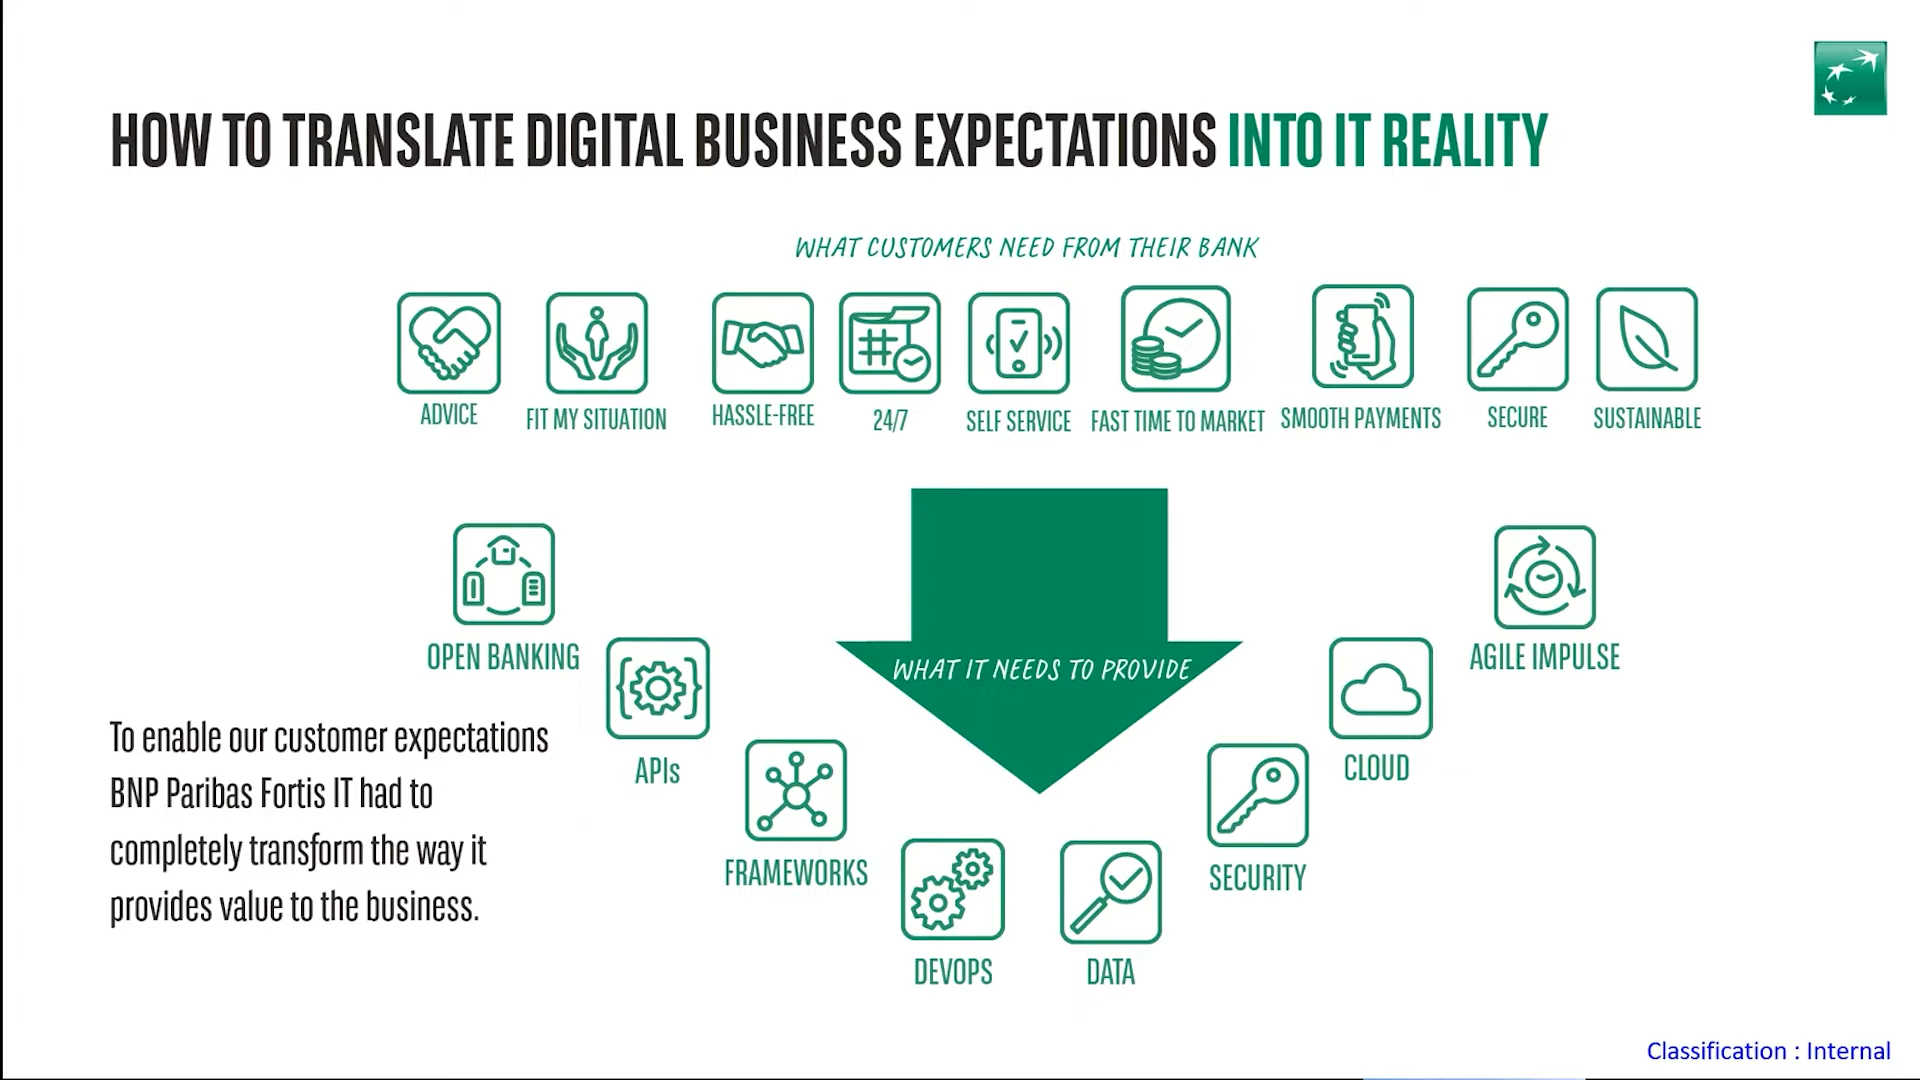 HOW TO TRANSLATE DIGITAL BUSINESS EXPECTATIONS INTO IT REALITY
WHAT CUSTOMERS NEED FROM THEIR BANK
ADVICE
FIT MY SITUATION
HASSLE-FREE
24/7
SELF SERVICE
FAST TIME TO MARKET
SMOOTH PAYMENTS
SECURE
SUSTAINABLE
WHAT IT NEEDS TO PROVIDE
OPEN BANKING
APIs
FRAMEWORKS
DEVOPS
DATA
SECURITY
CLOUD
AGILE IMPULSE
To enable our customer expectations
BNP Paribas Fortis IT had to
completely transform the way it
provides value to the business.
Classification : Internal